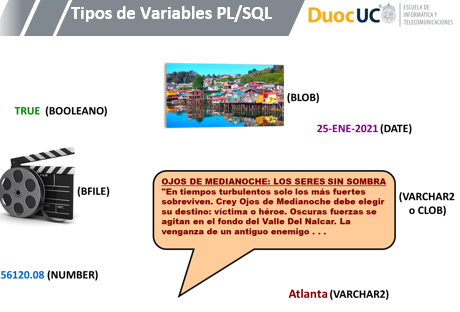 Tipos de Variables PL/SQL
Duoc UC
ESCUELA DE
INFORMÁTICA Y
TELECOMUNICACIONES
(BLOB)
TRUE (BOOLEANO)
25-ENE-2021 (DATE)
(BFILE)
OJOS DE MEDIANOCHE: LOS SERES SIN SOMBRA
"En tiempos turbulentos solo los más fuertes
sobreviven. Crey Ojos de Medianoche debe elegir
su destino: víctima o héroe. Oscuras fuerzas se
agitan en el fondo del Valle Del Nalcar. La
venganza de un antiguo enemigo . . .
(VARCHAR2
o CLOB)
56120.08 (NUMBER)
Atlanta (VARCHAR2)